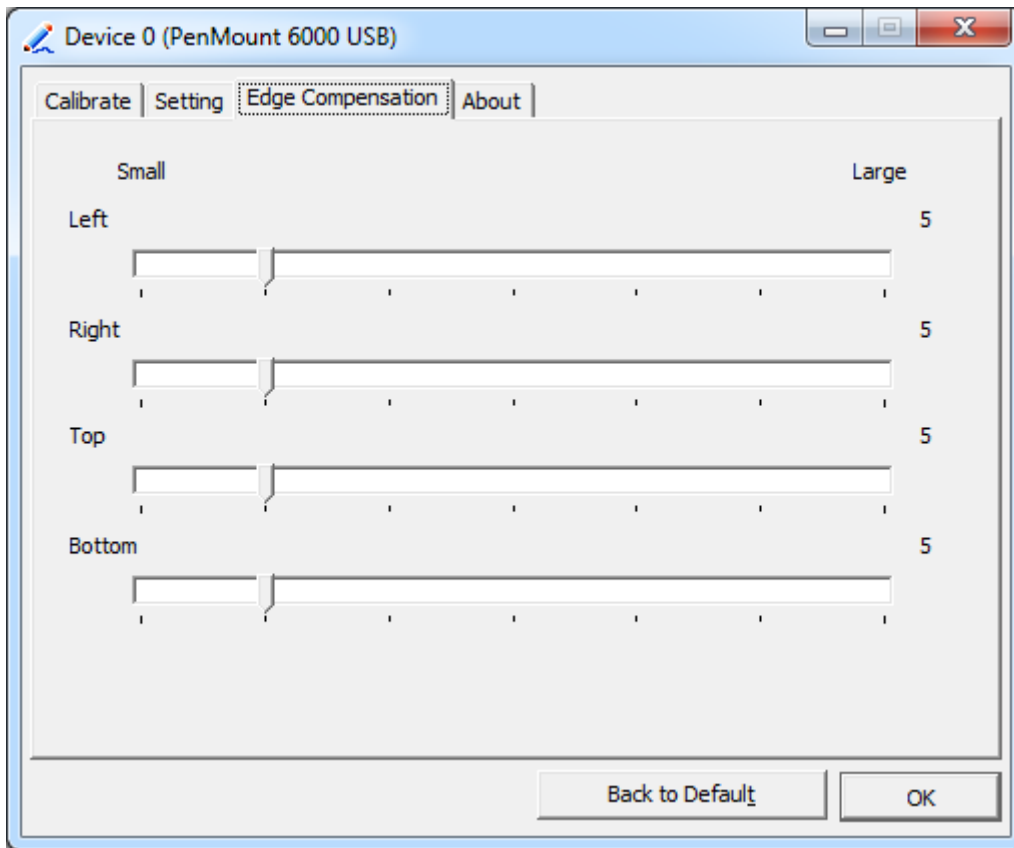 Device 0 (PenMount 6000 USB)
Calibrate Setting Edge Compensation About
Small Large
Left 5
Right 5
Top 5
Bottom 5
Back to Default OK